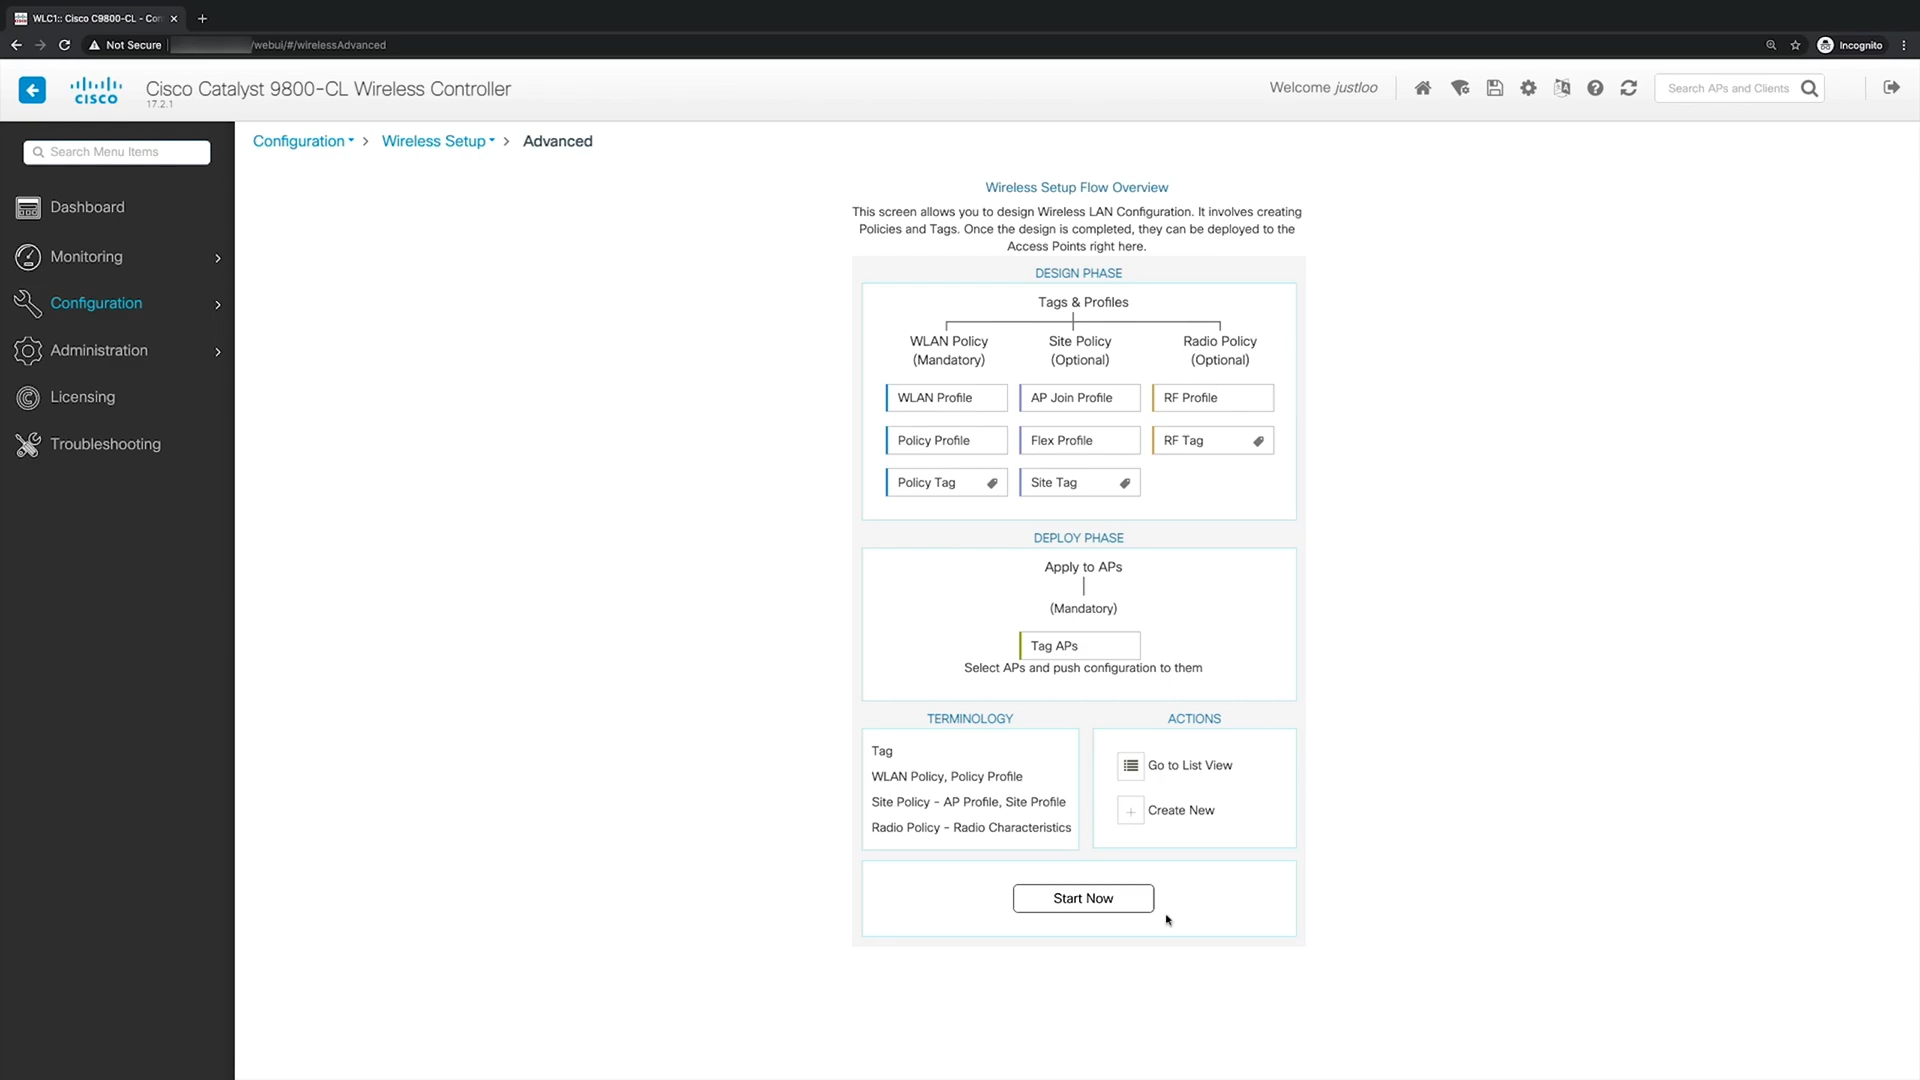 WLC1:: Cisco C9800-CL - Con
Not Secure
/webui/#/wirelessAdvanced
Incognito
CISCO
Cisco Catalyst 9800-CL Wireless Controller
17.2.1
Welcome justloo
Search APs and Clients
Search Menu Items
Dashboard
Monitoring
Configuration
Administration
Licensing
Troubleshooting
Configuration > Wireless Setup > Advanced
Wireless Setup Flow Overview
This screen allows you to design Wireless LAN Configuration. It involves creating
Policies and Tags. Once the design is completed, they can be deployed to the
Access Points right here.
DESIGN PHASE
Tags & Profiles
WLAN Policy
(Mandatory)
Site Policy
(Optional)
Radio Policy
(Optional)
WLAN Profile
AP Join Profile
RF Profile
Policy Profile
Flex Profile
RF Tag
Policy Tag
Site Tag
DEPLOY PHASE
Apply to APs
(Mandatory)
Tag APs
Select APs and push configuration to them
TERMINOLOGY
Tag
WLAN Policy, Policy Profile
Site Policy - AP Profile, Site Profile
Radio Policy - Radio Characteristics
ACTIONS
Go to List View
Create New
Start Now